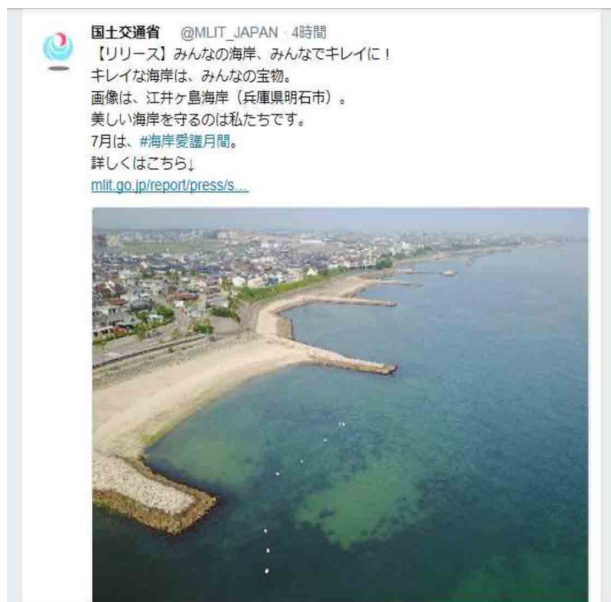 国土交通省 @MLIT_JAPAN · 4時間
【リリース】みんなの海岸、みんなでキレイに！
キレイな海岸は、みんなの宝物。
画像は、江井ヶ島海岸（兵庫県明石市）。
美しい海岸を守るのは私たちです。
7月は、#海岸愛護月間。
詳しくはこちら↓
mlit.go.jp/report/press/s…